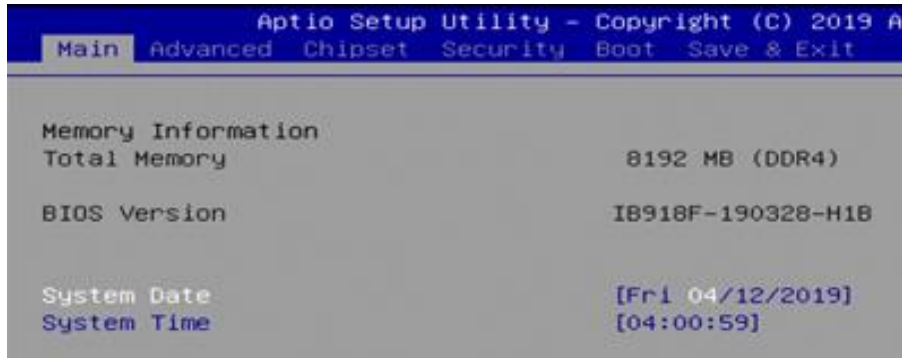 Aptio Setup Utility – Copyright (C) 2019 A
Main Advanced Chipset Security Boot Save & Exit
Memory Information
Total Memory 8192 MB (DDR4)
BIOS Version IB918F-190328-H1B
System Date [Fri 04/12/2019]
System Time [04:00:59]